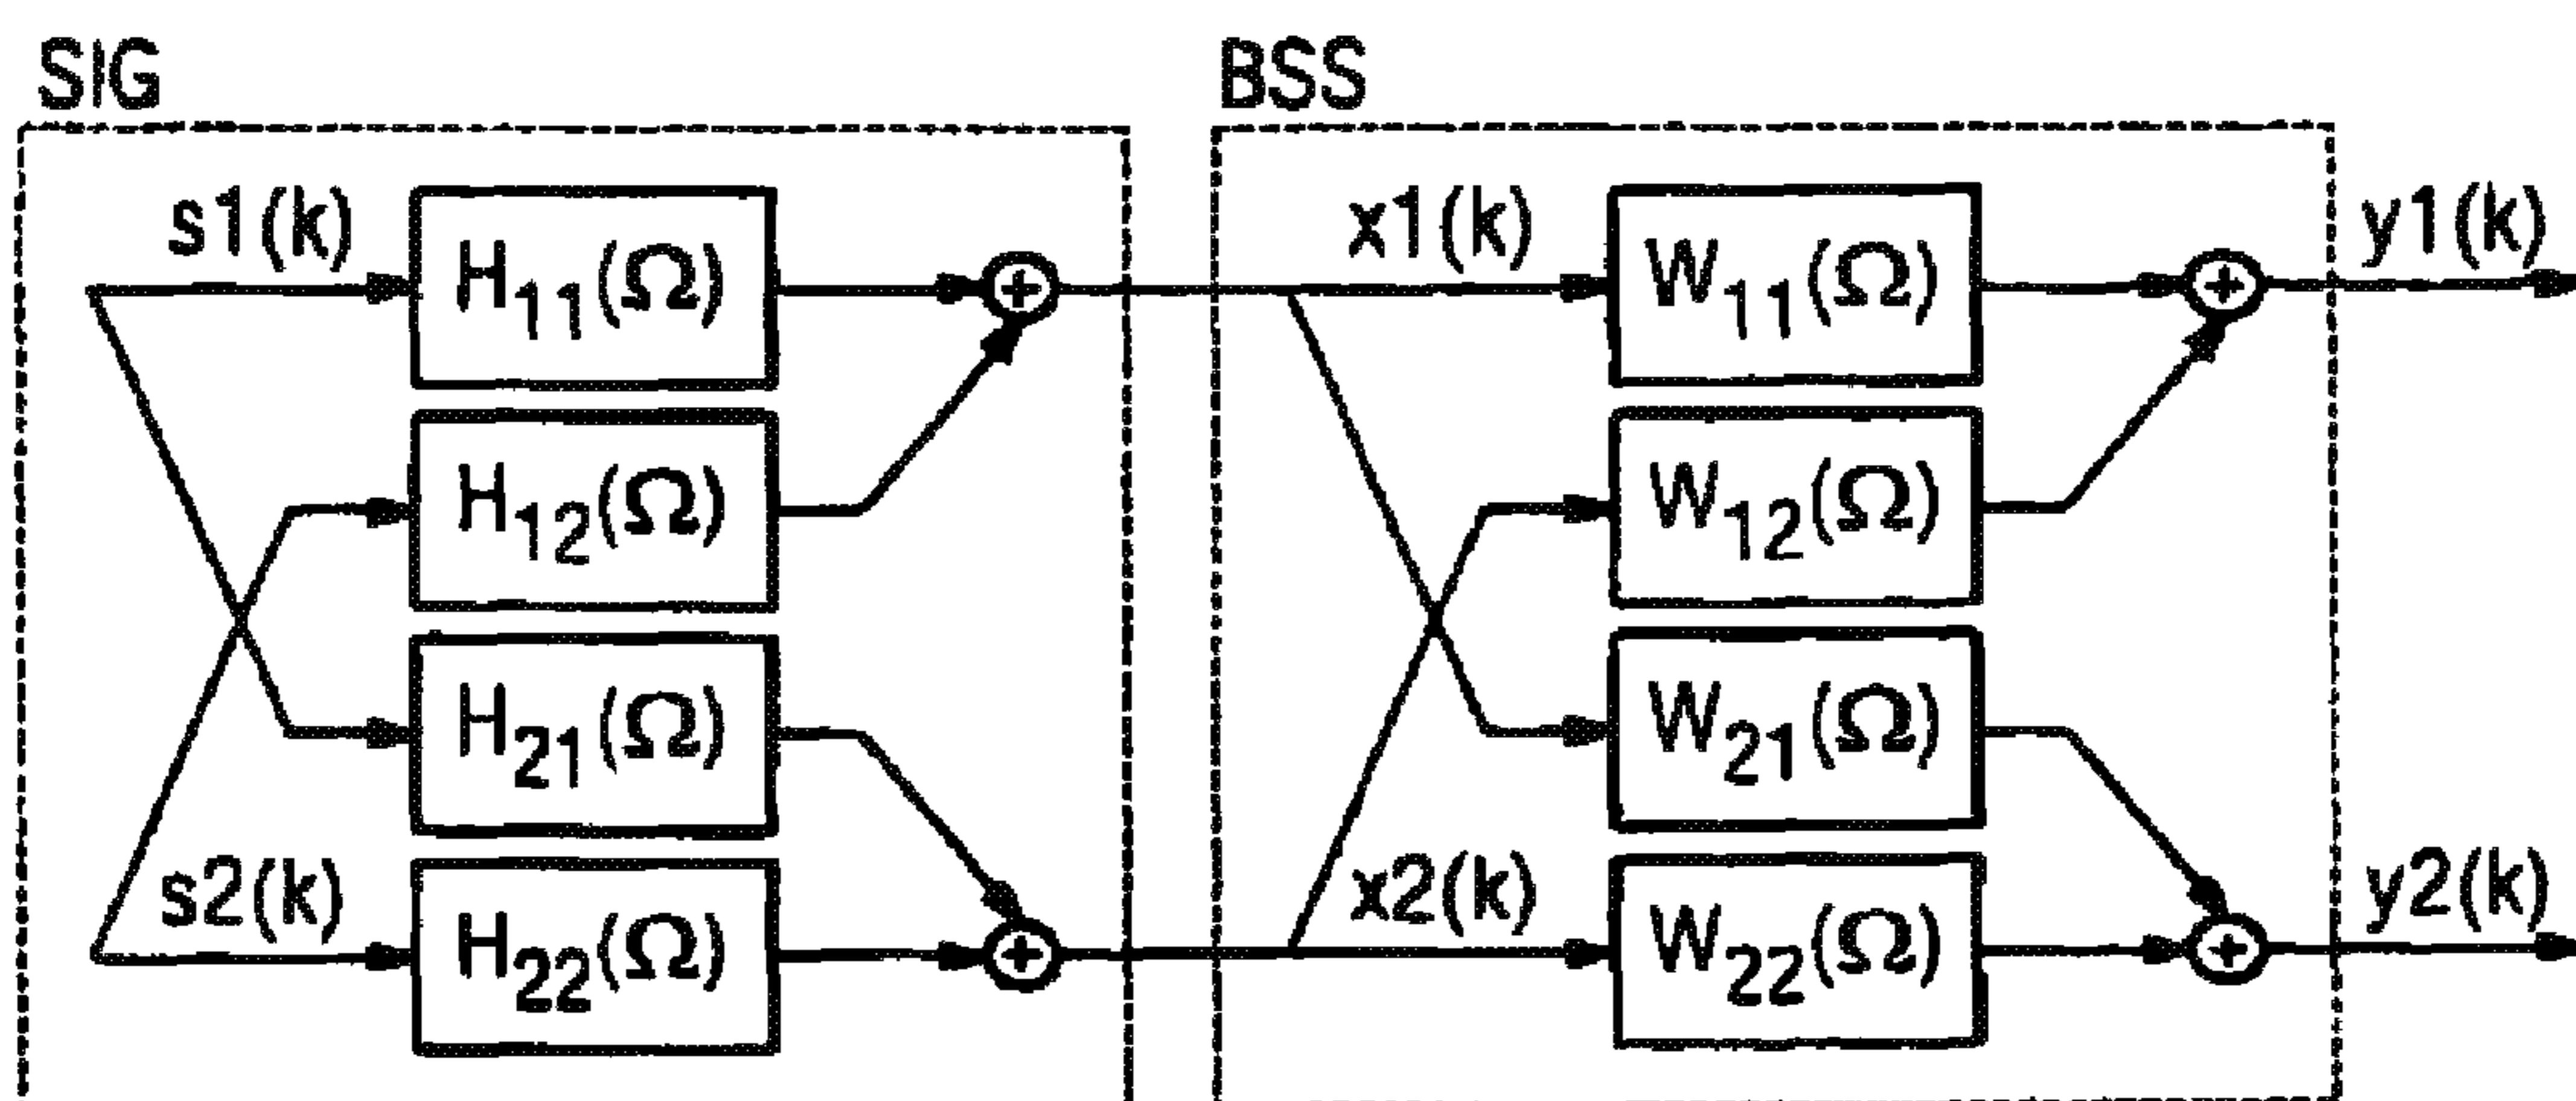 SIG
BSS
s1(k)
H11(Ω)
x1(k)
W11(Ω)
y1(k)
H12(Ω)
W12(Ω)
H21(Ω)
W21(Ω)
s2(k)
H22(Ω)
x2(k)
W22(Ω)
y2(k)